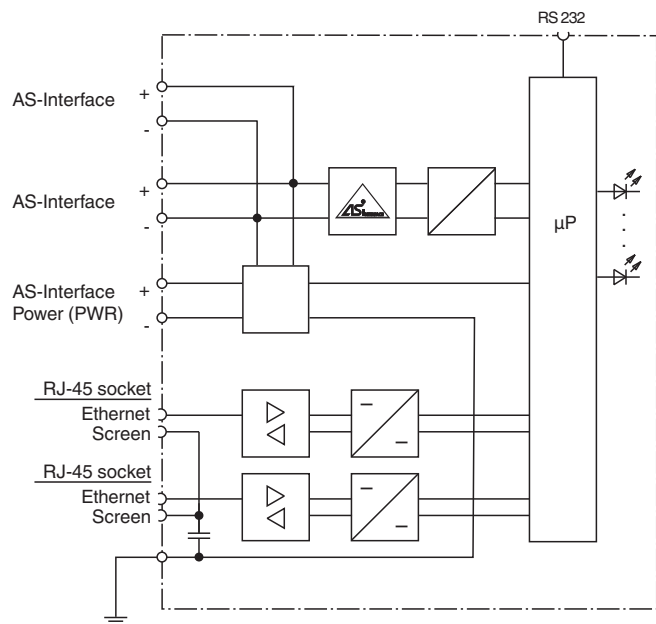 RS 232
AS-Interface
+
-
AS-Interface
+
-
µP
AS-Interface
Power (PWR)
+
-
RJ-45 socket
Ethernet
Screen
RJ-45 socket
Ethernet
Screen